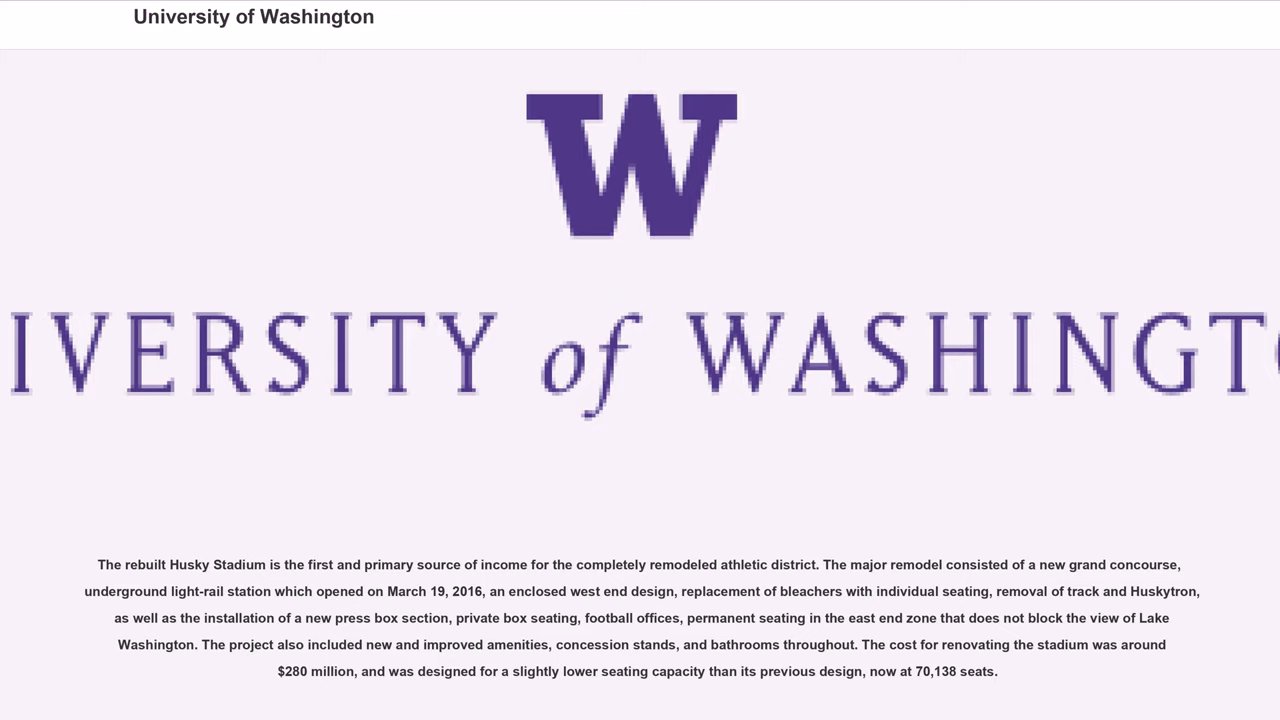 University of Washington
W
IVERSITY of WASHINGT
The rebuilt Husky Stadium is the first and primary source of income for the completely remodeled athletic district. The major remodel consisted of a new grand concourse,
underground light-rail station which opened on March 19, 2016, an enclosed west end design, replacement of bleachers with individual seating, removal of track and Huskytron,
as well as the installation of a new press box section, private box seating, football offices, permanent seating in the east end zone that does not block the view of Lake
Washington. The project also included new and improved amenities, concession stands, and bathrooms throughout. The cost for renovating the stadium was around
$280 million, and was designed for a slightly lower seating capacity than its previous design, now at 70,138 seats.